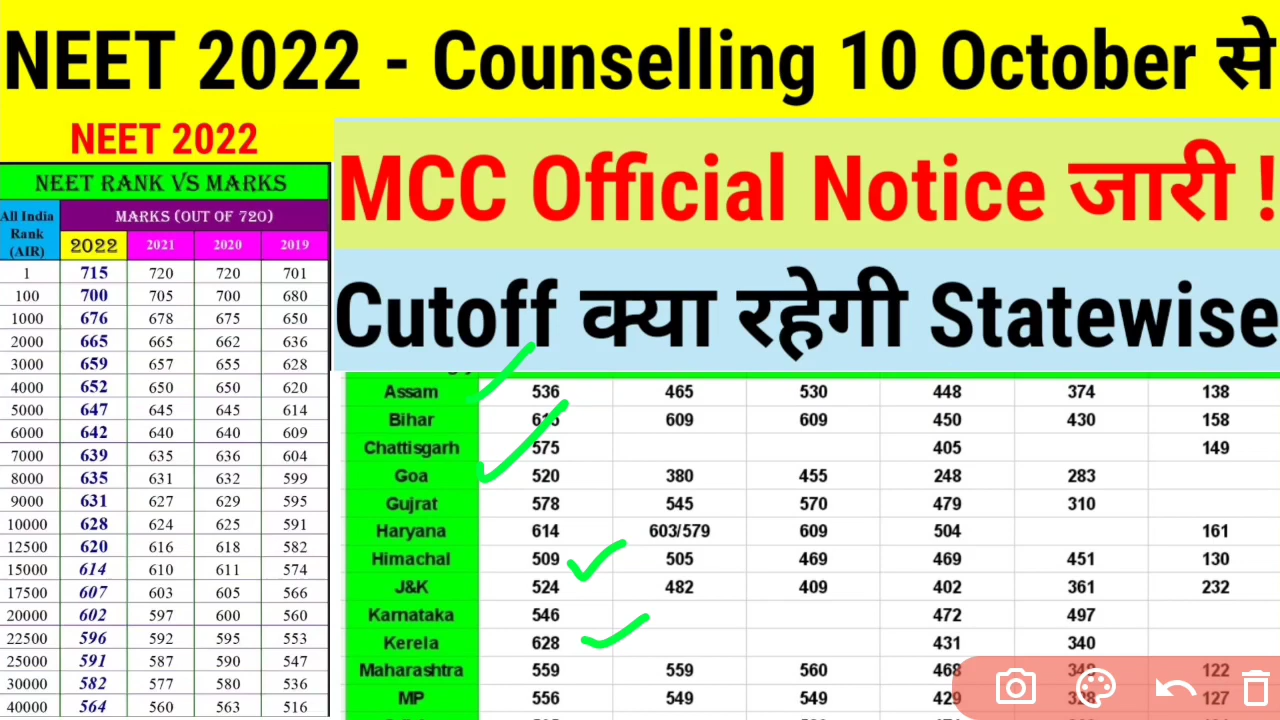 NEET 2022 - Counselling 10 October से
NEET 2022
MCC Official Notice जारी !
Cutoff क्या रहेगी Statewise
NEET RANK VS MARKS
All India Rank (AIR) MARKS (OUT OF 720)
2022 2021 2020 2019
1 715 720 720 701
100 700 705 700 680
1000 676 678 675 650
2000 665 665 662 636
3000 659 657 655 628
4000 652 650 650 620
5000 647 645 645 614
6000 642 640 640 609
7000 639 635 636 604
8000 635 631 632 599
9000 631 627 629 595
10000 628 624 625 591
12500 620 616 618 582
15000 614 610 611 574
17500 607 603 605 566
20000 602 597 600 560
22500 596 592 595 553
25000 591 587 590 547
30000 582 577 580 536
40000 564 560 563 516
Assam 536 465 530 448 374 138
Bihar 609 609 450 430 158
Chattisgarh 575 405 149
Goa 520 380 455 248 283
Gujrat 578 545 570 479 310
Haryana 614 603/579 609 504 161
Himachal 509 505 469 469 451 130
J&K 524 482 409 402 361 232
Karnataka 546 472 497
Kerela 628 431 340
Maharashtra 559 559 560 468 122
MP 556 549 549 429 127